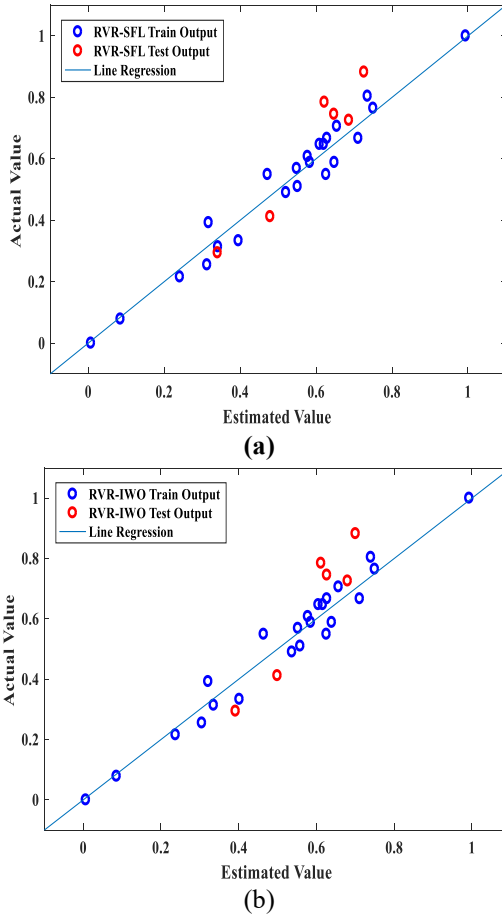 RVR-SFL Train Output
RVR-SFL Test Output
Line Regression
1
0.8
0.6
0.4
0.2
0
Actual Value
0 0.2 0.4 0.6 0.8 1
Estimated Value
(a)
RVR-IWO Train Output
RVR-IWO Test Output
Line Regression
1
0.8
0.6
0.4
0.2
0
Actual Value
0 0.2 0.4 0.6 0.8 1
Estimated Value
(b)